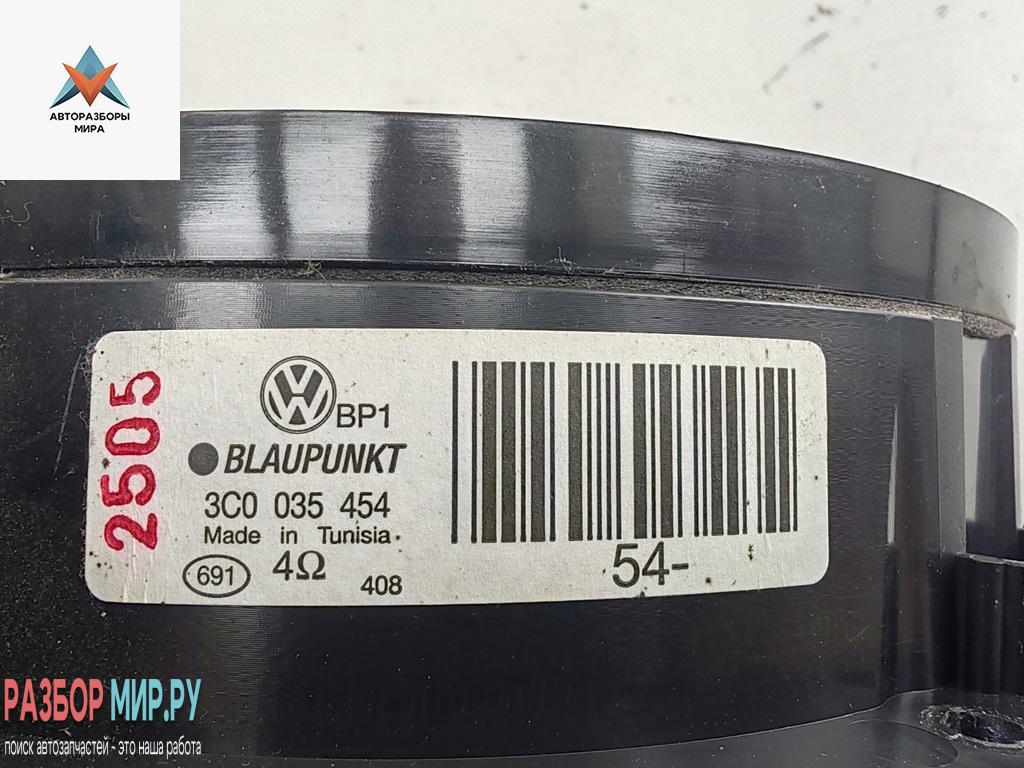 АВТОРАЗБОРЫ
МИРА
2505
BP1
BLAUPUNKT
3C0 035 454
Made in Tunisia
691 4Ω 408
54-
РАЗБОР МИР.РУ
поиск автозапчастей - это наша работа